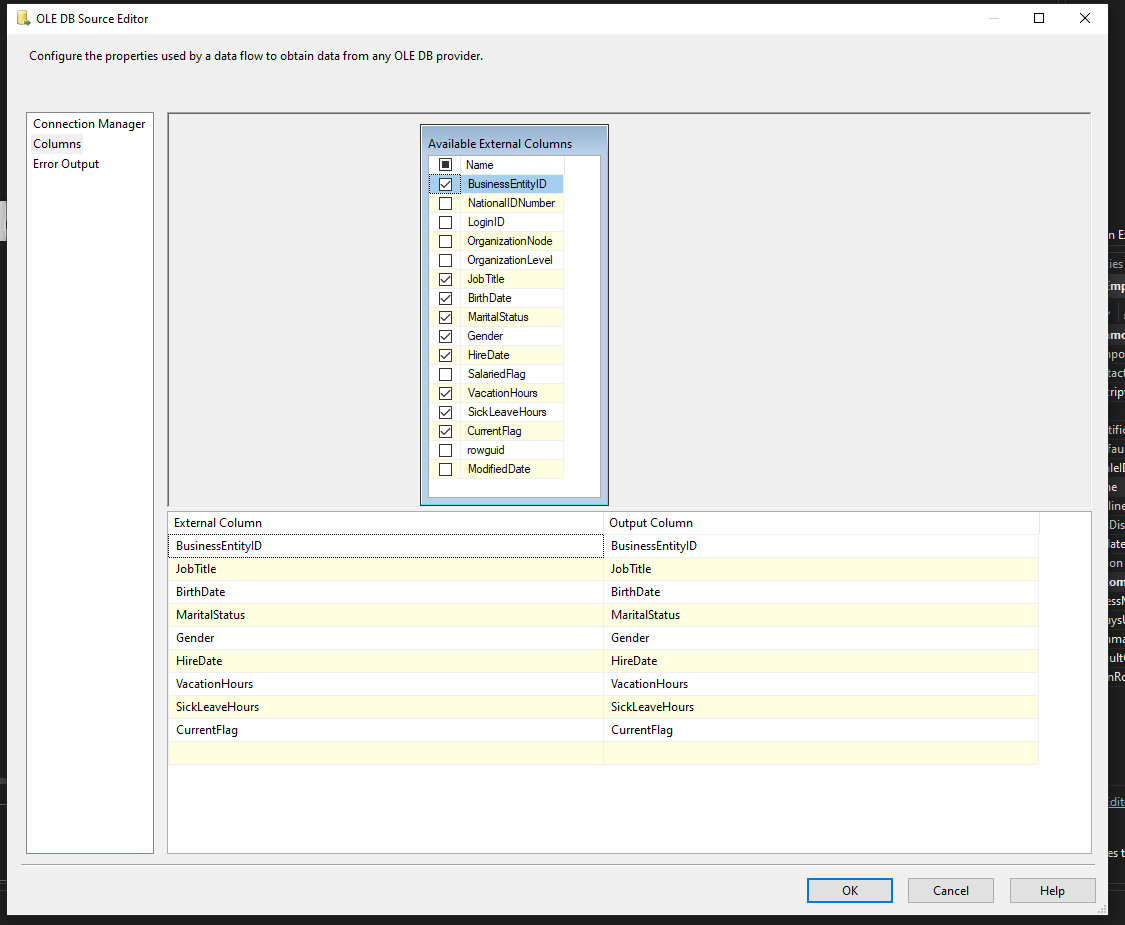 OLE DB Source Editor
Configure the properties used by a data flow to obtain data from any OLE DB provider.
Connection Manager
Columns
Error Output
Available External Columns
Name
BusinessEntityID
NationalIDNumber
LoginID
OrganizationNode
OrganizationLevel
JobTitle
BirthDate
MaritalStatus
Gender
HireDate
SalariedFlag
VacationHours
SickLeaveHours
CurrentFlag
rowguid
ModifiedDate
External Column Output Column
BusinessEntityID BusinessEntityID
JobTitle JobTitle
BirthDate BirthDate
MaritalStatus MaritalStatus
Gender Gender
HireDate HireDate
VacationHours VacationHours
SickLeaveHours SickLeaveHours
CurrentFlag CurrentFlag
OK Cancel Help